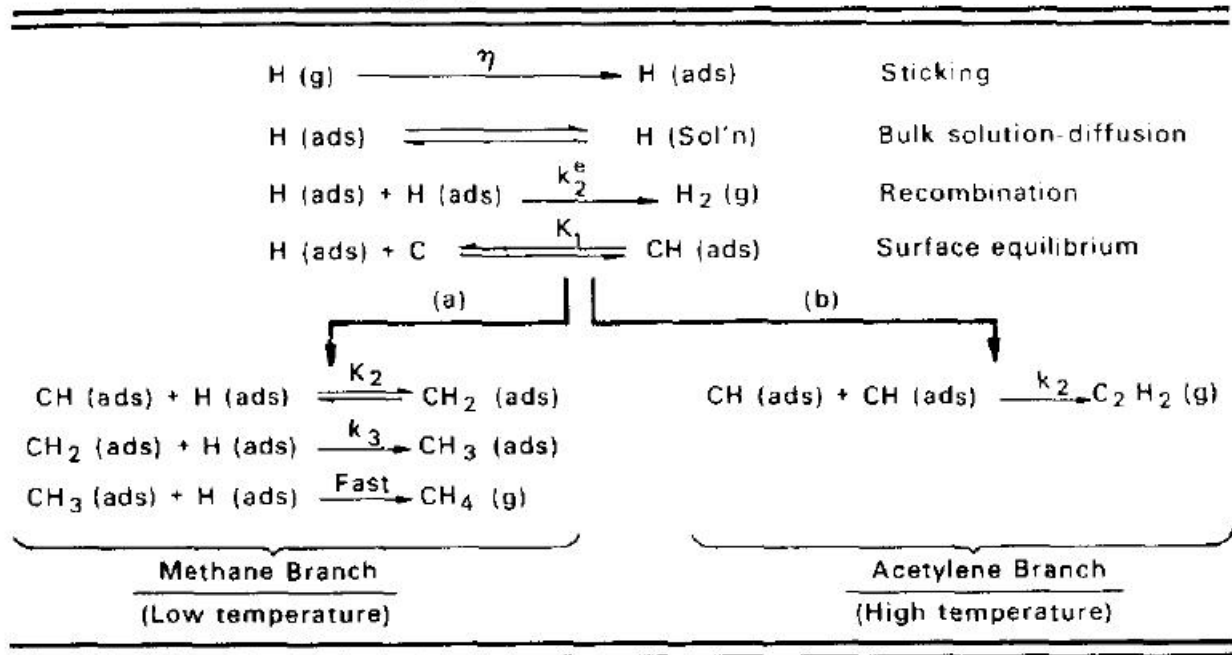 H (g) η H (ads) Sticking
H (ads) ⇌ H (Sol'n) Bulk solution-diffusion
H (ads) + H (ads) k₂ᵉ → H₂ (g) Recombination
H (ads) + C K₁ ⇌ CH (ads) Surface equilibrium
(a) (b)
CH (ads) + H (ads) K₂ ⇌ CH₂ (ads)
CH (ads) + CH (ads) k₂ → C₂ H₂ (g)
CH₂ (ads) + H (ads) k₃ → CH₃ (ads)
CH₃ (ads) + H (ads) Fast → CH₄ (g)
Methane Branch
(Low temperature)
Acetylene Branch
(High temperature)